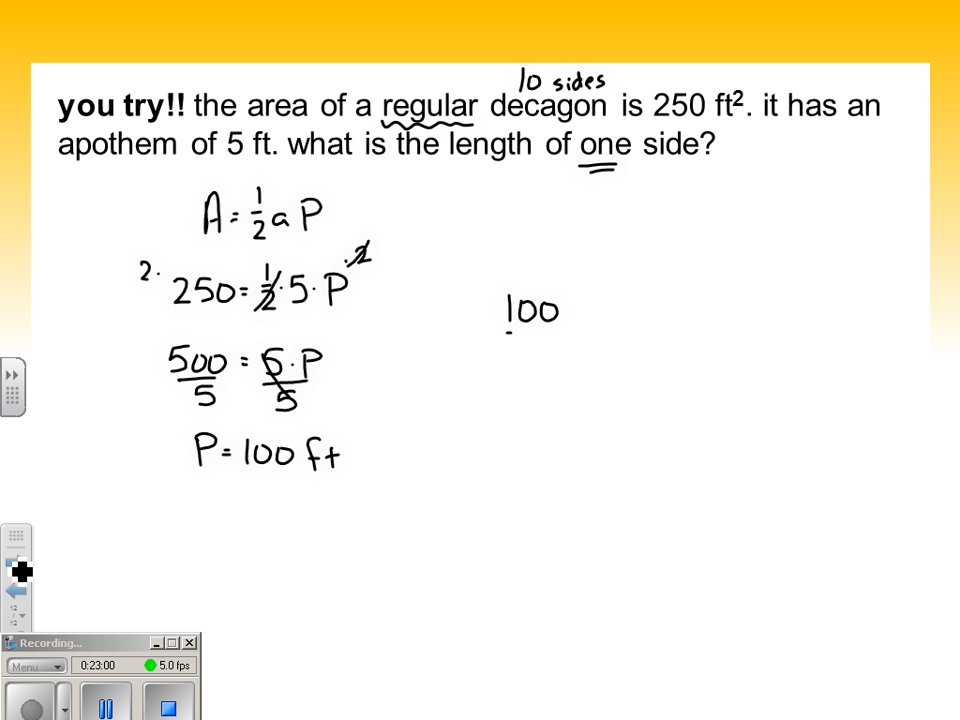 10 sides
you try!! the area of a regular decagon is 250 ft². it has an
apothem of 5 ft. what is the length of one side?
A = 1/2 a P
2 · 250 = 1/2 · 5 · P · 2
100
500/5 = 5 · P/5
P = 100 ft
12
12
Recording...
Menu 0:23:00 5.0 fps